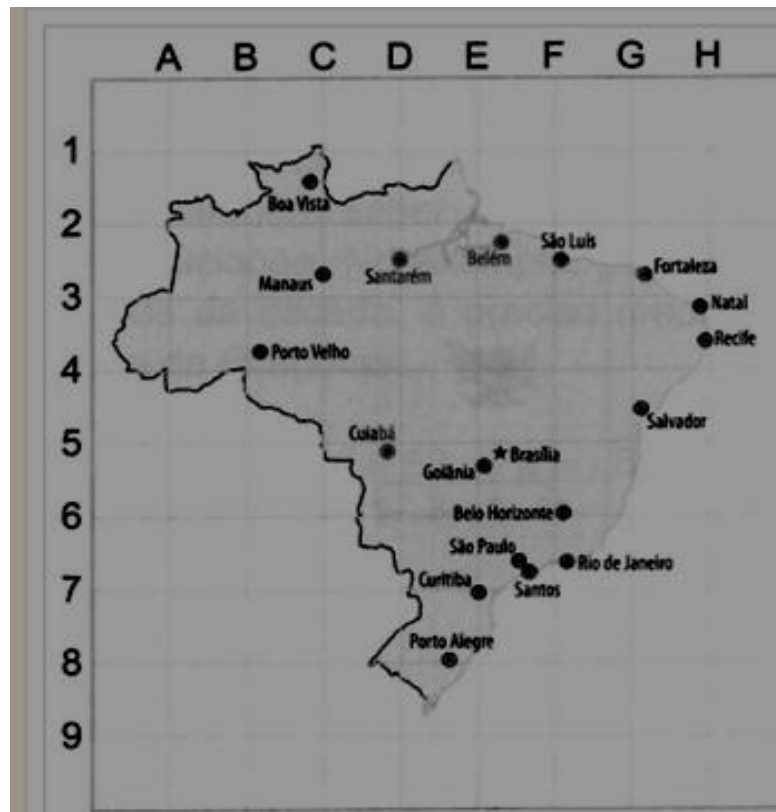 A B C D E F G H
1
Boa Vista
2
Belém
São Luís
Santarém
Manaus
Fortaleza
3
Natal
Recife
Porto Velho
4
Salvador
Cuiabá
5
Brasília
Goiânia
Belo Horizonte
6
São Paulo
Rio de Janeiro
Curitiba
Santos
7
Porto Alegre
8
9